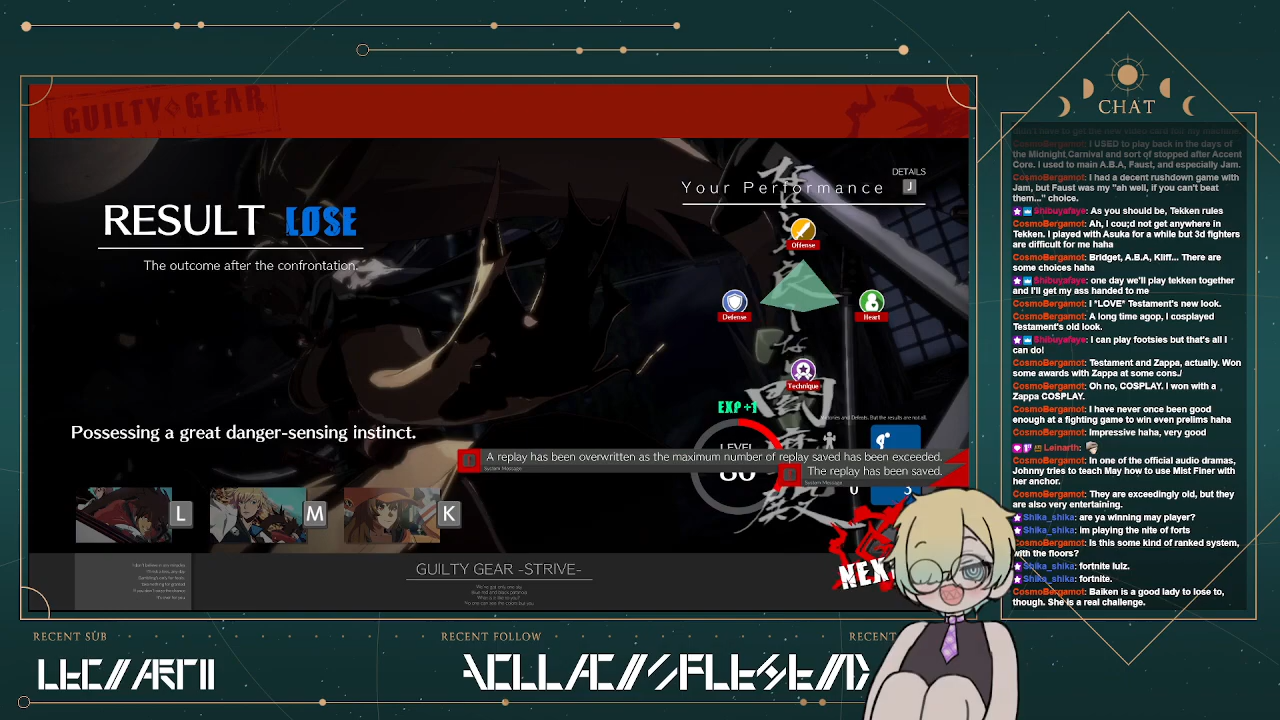 CHAT
GUILTY GEAR
RESULT LOSE
The outcome after the confrontation.
Your Performance
DETAILS
J
Offense
Defense
Heart
Technique
EXP +1
LEVEL
80
Possessing a great danger-sensing instinct.
A replay has been overwritten as the maximum number of replay saved has been exceeded.
System Message
The replay has been saved.
System Message
0
3
L
M
K
NEX
GUILTY GEAR -STRIVE-
CosmoBergamot: I USED to play back in the days of
the Midnight Carnival and sort of stopped after Accent
Core. I used to main A.B.A, Faust, and especially Jam.
CosmoBergamot: I had a decent rushdown game with
Jam, but Faust was my "ah well, if you can't beat
them..." choice.
Shibuyafaye: As you should be, Tekken rules
CosmoBergamot: Ah, I cou;d not get anywhere in
Tekken. I played with Asuka for a while but 3d fighters
are difficult for me haha
CosmoBergamot: Bridget, A.B.A, Kliff... There are
some choices haha
Shibuyafaye: one day we'll play tekken together
and I'll get my ass handed to me
CosmoBergamot: I *LOVE* Testament's new look.
CosmoBergamot: A long time agop, I cosplayed
Testament's old look.
Shibuyafaye: I can play footsies but that's all I
can do!
CosmoBergamot: Testament and Zappa, actually. Won
some awards with Zappa at some cons./
CosmoBergamot: Oh no, COSPLAY. I won with a
Zappa COSPLAY.
CosmoBergamot: I have never once been good
enough at a fighting game to win even prelims haha
CosmoBergamot: Impressive haha, very good
Leinarth:
CosmoBergamot: In one of the official audio dramas,
Johnny tries to teach May how to use Mist Finer with
her anchor.
CosmoBergamot: They are exceedingly old, but they
are also very entertaining.
Shika_shika: are ya winning may player?
Shika_shika: im playing the nite of forts
CosmoBergamot: Is this some kind of ranked system,
with the floors?
Shika_shika: fortnite luiz.
Shika_shika: fortnite.
CosmoBergamot: Baiken is a good boy to lose to,
though. She is a real challenge.
RECENT SUB
RECENT FOLLOW
RECENT